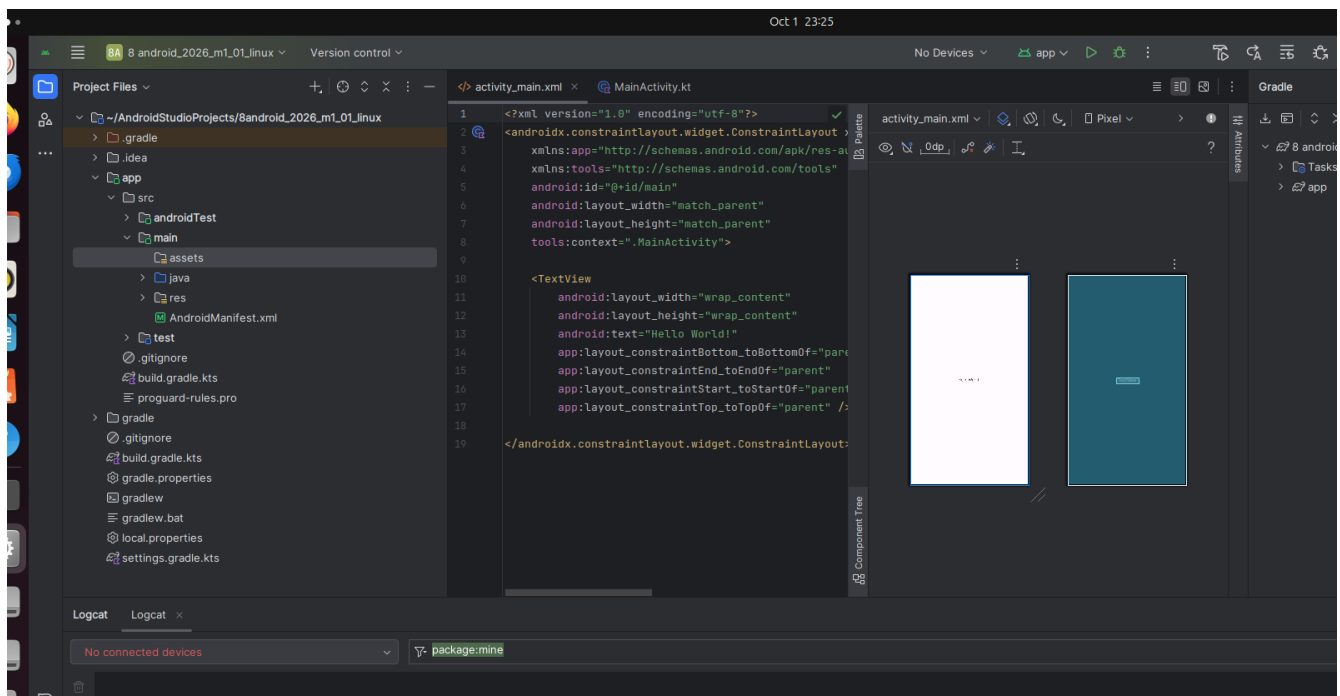 Oct 1 23:25
8A 8 android_2026_m1_01_linux
Version control
No Devices
app
Project Files
~/AndroidStudioProjects/8android_2026_m1_01_linux
.gradle
.idea
app
src
androidTest
main
assets
java
res
AndroidManifest.xml
test
.gitignore
build.gradle.kts
proguard-rules.pro
gradle
.gitignore
build.gradle.kts
gradle.properties
gradlew
gradlew.bat
local.properties
settings.gradle.kts
activity_main.xml
MainActivity.kt
1 <?xml version="1.0" encoding="utf-8"?>
2 <androidx.constraintlayout.widget.ConstraintLayout
3 xmlns:app="http://schemas.android.com/apk/res-au
4 xmlns:tools="http://schemas.android.com/tools"
5 android:id="@+id/main"
6 android:layout_width="match_parent"
7 android:layout_height="match_parent"
8 tools:context=".MainActivity">
9
10 <TextView
11 android:layout_width="wrap_content"
12 android:layout_height="wrap_content"
13 android:text="Hello World!"
14 app:layout_constraintBottom_toBottomOf="pare
15 app:layout_constraintEnd_toEndOf="parent"
16 app:layout_constraintStart_toStartOf="parent
17 app:layout_constraintTop_toTopOf="parent" />
18
19 </androidx.constraintlayout.widget.ConstraintLayout>
Palette
Component Tree
activity_main.xml
Pixel
0dp
Attributes
Gradle
8 androi
Tasks
app
Logcat
Logcat
No connected devices
package:mine